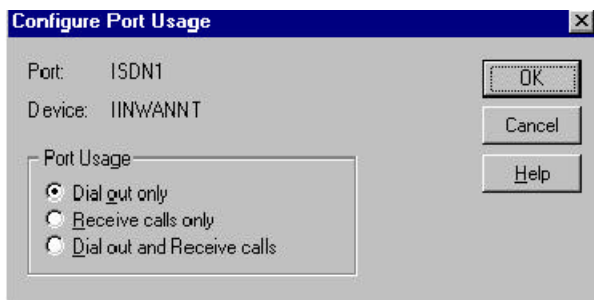 Configure Port Usage
Port: ISDN1
Device: IINWANNT
Port Usage
Dial out only
Receive calls only
Dial out and Receive calls
OK
Cancel
Help